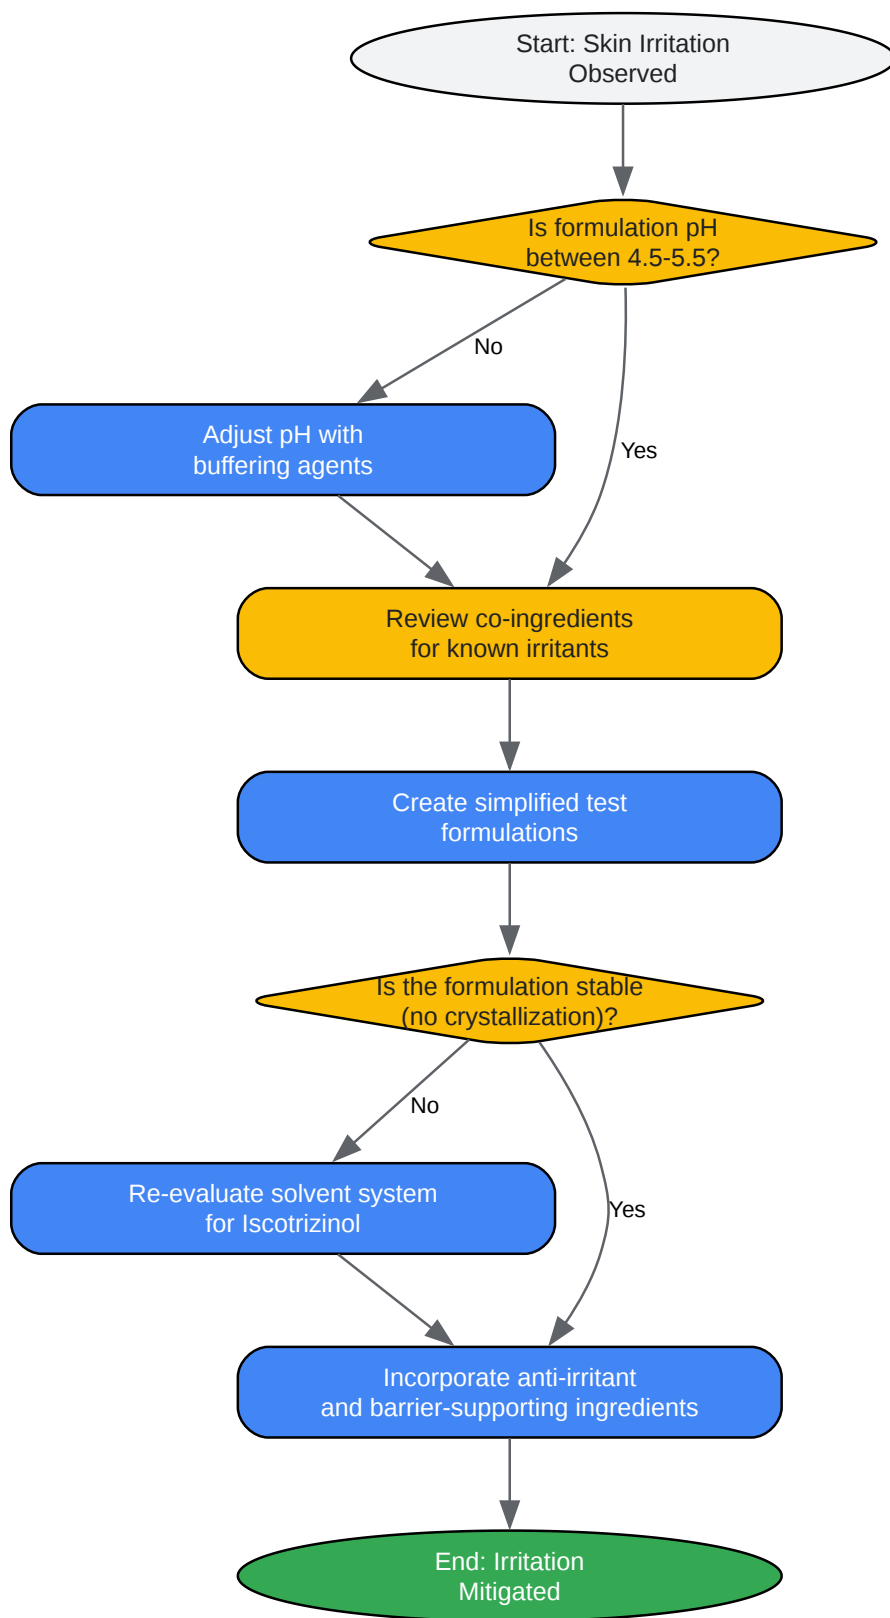 Start: Skin Irritation
Observed
Is formulation pH
between 4.5-5.5?
No
Yes
Adjust pH with
buffering agents
Review co-ingredients
for known irritants
Create simplified test
formulations
Is the formulation stable
(no crystallization)?
No
Yes
Re-evaluate solvent system
for Iscotrizinol
Incorporate anti-irritant
and barrier-supporting ingredients
End: Irritation
Mitigated